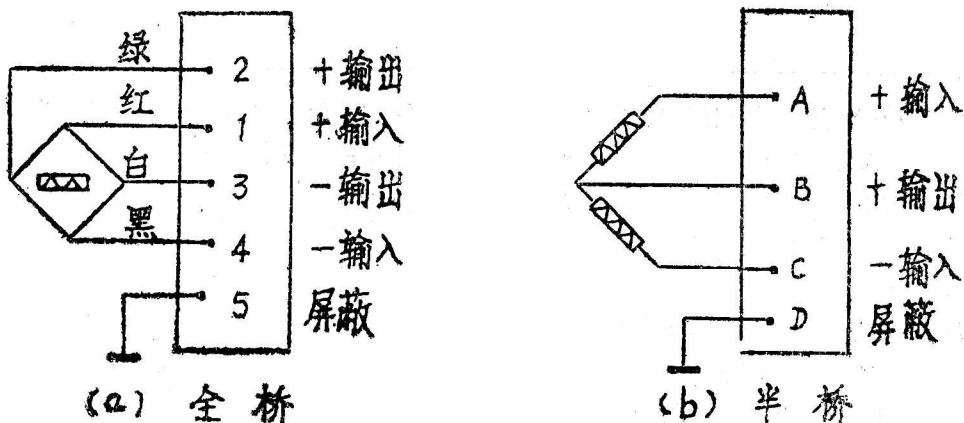 绿 2 +输出
红 1 +输入
白 3 -输出
黑 4 -输入
5 屏蔽
(a) 全桥
A +输入
B +输出
C -输入
D 屏蔽
(b) 半桥